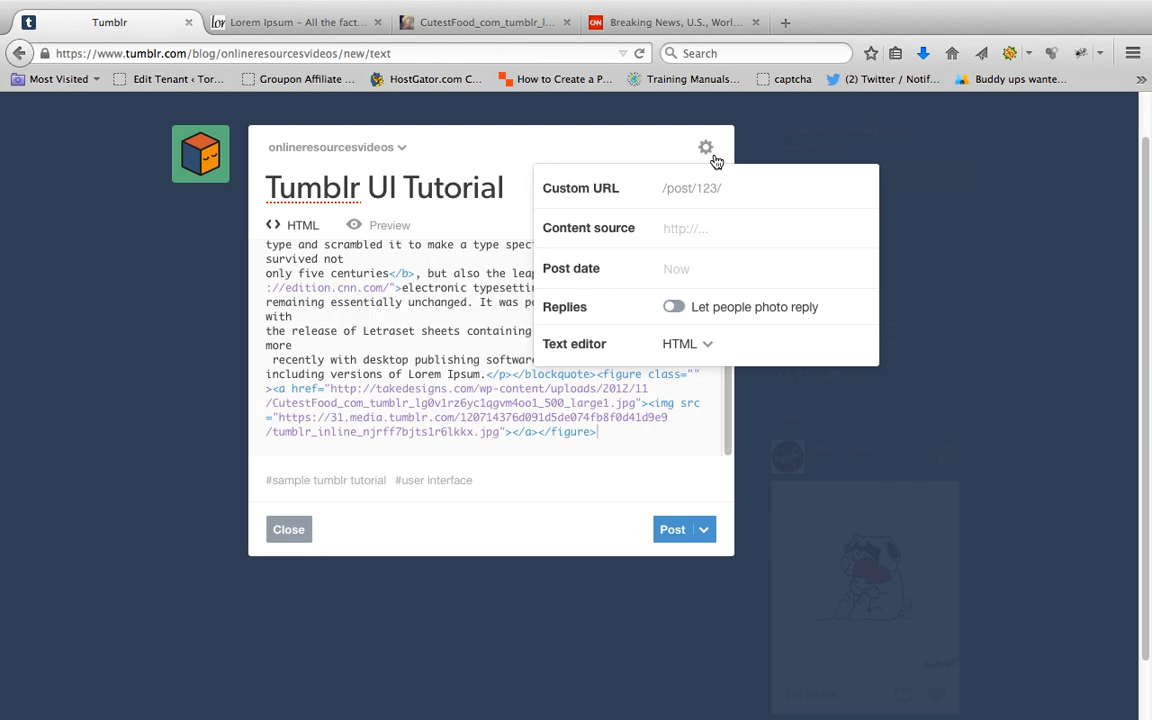 Tumblr
Lorem Ipsum – All the fact...
CutestFood_com_tumblr_l...
Breaking News, U.S., Worl...
https://www.tumblr.com/blog/onlineresourcesvideos/new/text
Search
Most Visited
Edit Tenant ‹ Tor...
Groupon Affiliate ...
HostGator.com C...
How to Create a P...
Training Manuals...
captcha
(2) Twitter / Notif...
Buddy ups wante...
onlineresourcesvideos
Tumblr UI Tutorial
<> HTML
Preview
type and scrambled it to make a type spec
survived not
only five centuries</b>, but also the leap
://edition.cnn.com/">electronic typesettin
remaining essentially unchanged. It was po
with
the release of Letraset sheets containing
more
recently with desktop publishing software
including versions of Lorem Ipsum.</p></blockquote><figure class=""
><a href="http://takedesigns.com/wp-content/uploads/2012/11
/CutestFood_com_tumblr_lg0v1rz6yc1qgvm4oo1_500_large1.jpg"><img src
="https://31.media.tumblr.com/120714376d091d5de074fb8f0d41d9e9
/tumblr_inline_njrff7bjts1r6lkkx.jpg"></a></figure>
Custom URL /post/123/
Content source http://...
Post date Now
Replies Let people photo reply
Text editor HTML
#sample tumblr tutorial #user interface
Close
Post